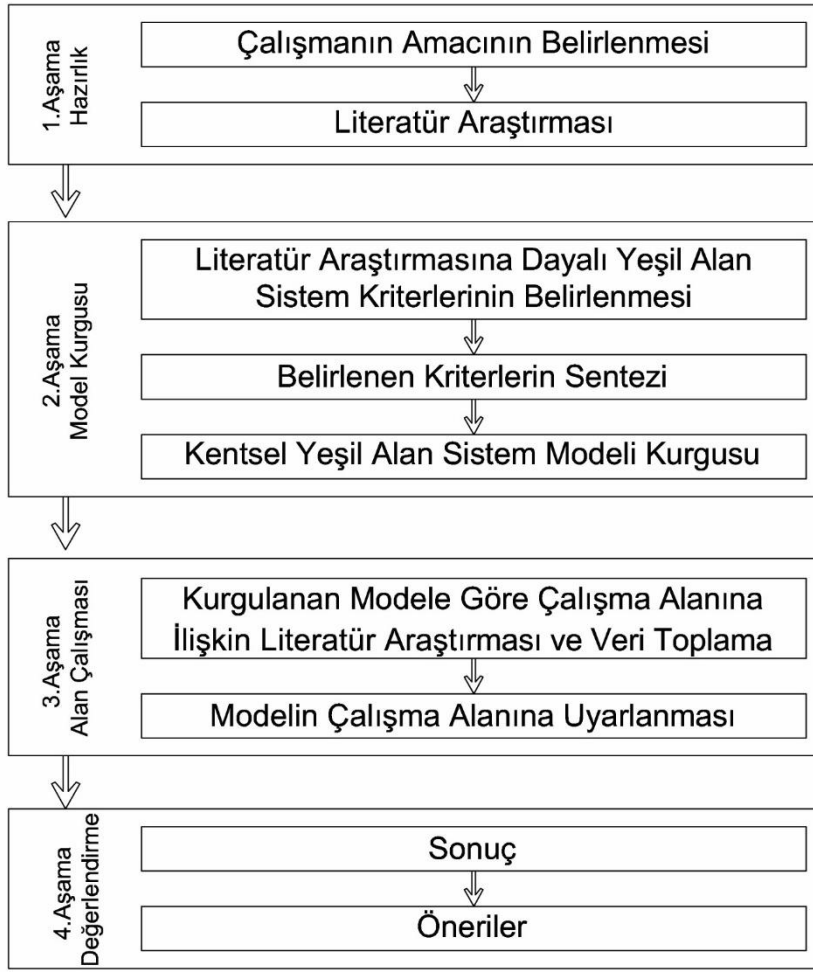 1.Aşama
Hazırlık
Çalışmanın Amacının Belirlenmesi
Literatür Araştırması
2.Aşama
Model Kurgusu
Literatür Araştırmasına Dayalı Yeşil Alan
Sistem Kriterlerinin Belirlenmesi
Belirlenen Kriterlerin Sentezi
Kentsel Yeşil Alan Sistem Modeli Kurgusu
3.Aşama
Alan Çalışması
Kurgulanan Modele Göre Çalışma Alanına
İlişkin Literatür Araştırması ve Veri Toplama
Modelin Çalışma Alanına Uyarlanması
4.Aşama
Değerlendirme
Sonuç
Öneriler